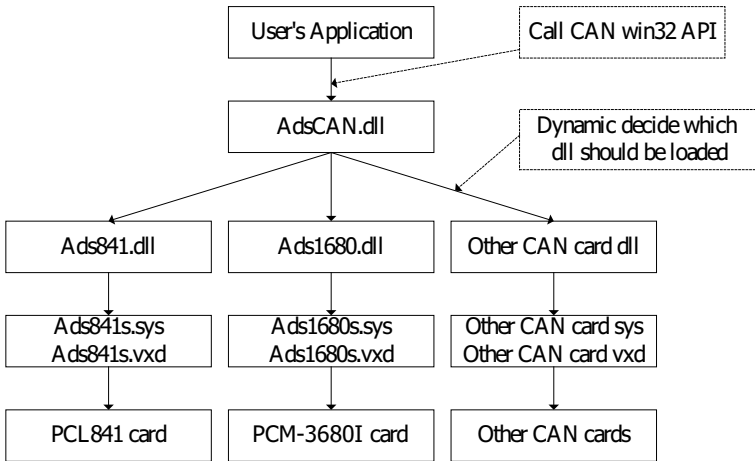 User's Application
Call CAN win32 API
AdsCAN.dll
Dynamic decide which
dll should be loaded
Ads841.dll
Ads1680.dll
Other CAN card dll
Ads841s.sys
Ads841s.vxd
Ads1680s.sys
Ads1680s.vxd
Other CAN card sys
Other CAN card vxd
PCL841 card
PCM-3680I card
Other CAN cards